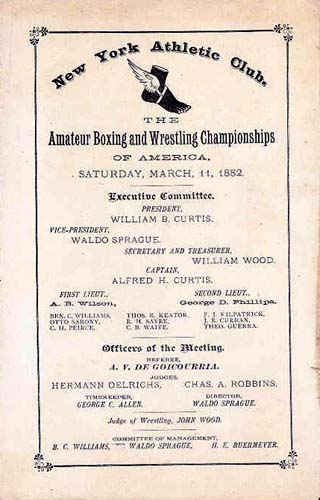 New York Athletic Club.
THE
Amateur Boxing and Wrestling Championships
OF AMERICA,
SATURDAY, MARCH, 11, 1882.
Executive Committee.
PRESIDENT,
WILLIAM B. CURTIS.
VICE-PRESIDENT,
WALDO SPRAGUE.
SECRETARY AND TREASURER,
WILLIAM WOOD.
CAPTAIN,
ALFRED H. CURTIS.
FIRST LIEUT., SECOND LIEUT.,
A. B. Wilson, George D. Phillips.
BEN. C. WILLIAMS, THOS. R. KEATOR, F. J. KILPATRICK,
OTTO SARONY, R. H. SAYRE, J. S. CURRAN,
C. H. PEIRCE, C. B. WAITE, THEO. GUERRA.
Officers of the Meeting.
REFEREE,
A. V. DE GOICOURRIA.
JUDGES,
HERMANN OELRICHS, CHAS. A. ROBBINS.
TIMEKEEPER, DIRECTOR,
GEORGE C. ALLEN. WALDO SPRAGUE.
Judge of Wrestling, JOHN WOOD.
COMMITTEE OF MANAGEMENT,
B. C. WILLIAMS, WALDO SPRAGUE, H. E. BUERMEYER.